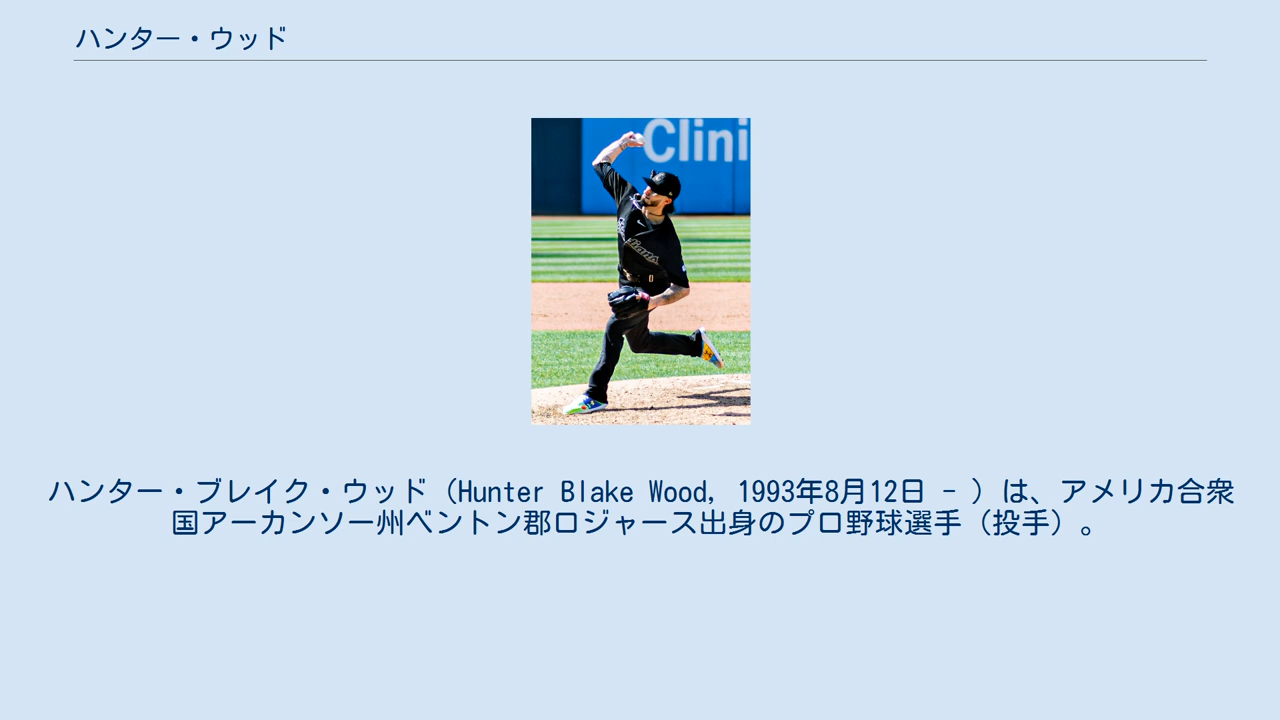 ハンター・ウッド
Clini
ハンター・ブレイク・ウッド（Hunter Blake Wood, 1993年8月12日 - ）は、アメリカ合衆
国アーカンソー州ベントン郡ロジャース出身のプロ野球選手（投手）。